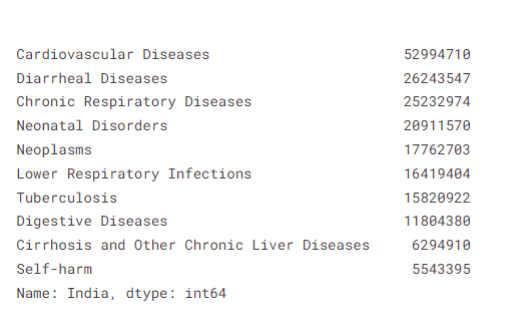 Cardiovascular Diseases 52994710
Diarrheal Diseases 26243547
Chronic Respiratory Diseases 25232974
Neonatal Disorders 20911570
Neoplasms 17762703
Lower Respiratory Infections 16419404
Tuberculosis 15820922
Digestive Diseases 11804380
Cirrhosis and Other Chronic Liver Diseases 6294910
Self-harm 5543395
Name: India, dtype: int64